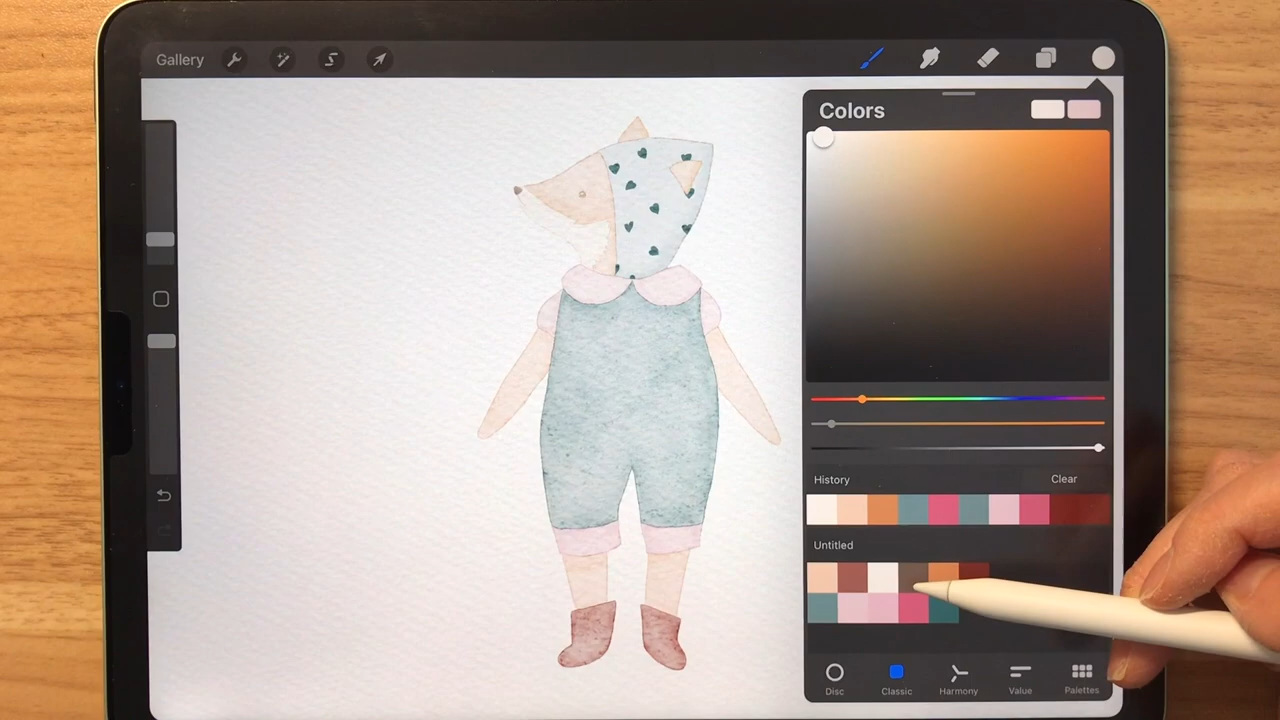 Gallery
Colors
History Clear
Untitled
Disc Classic Harmony Value Palettes